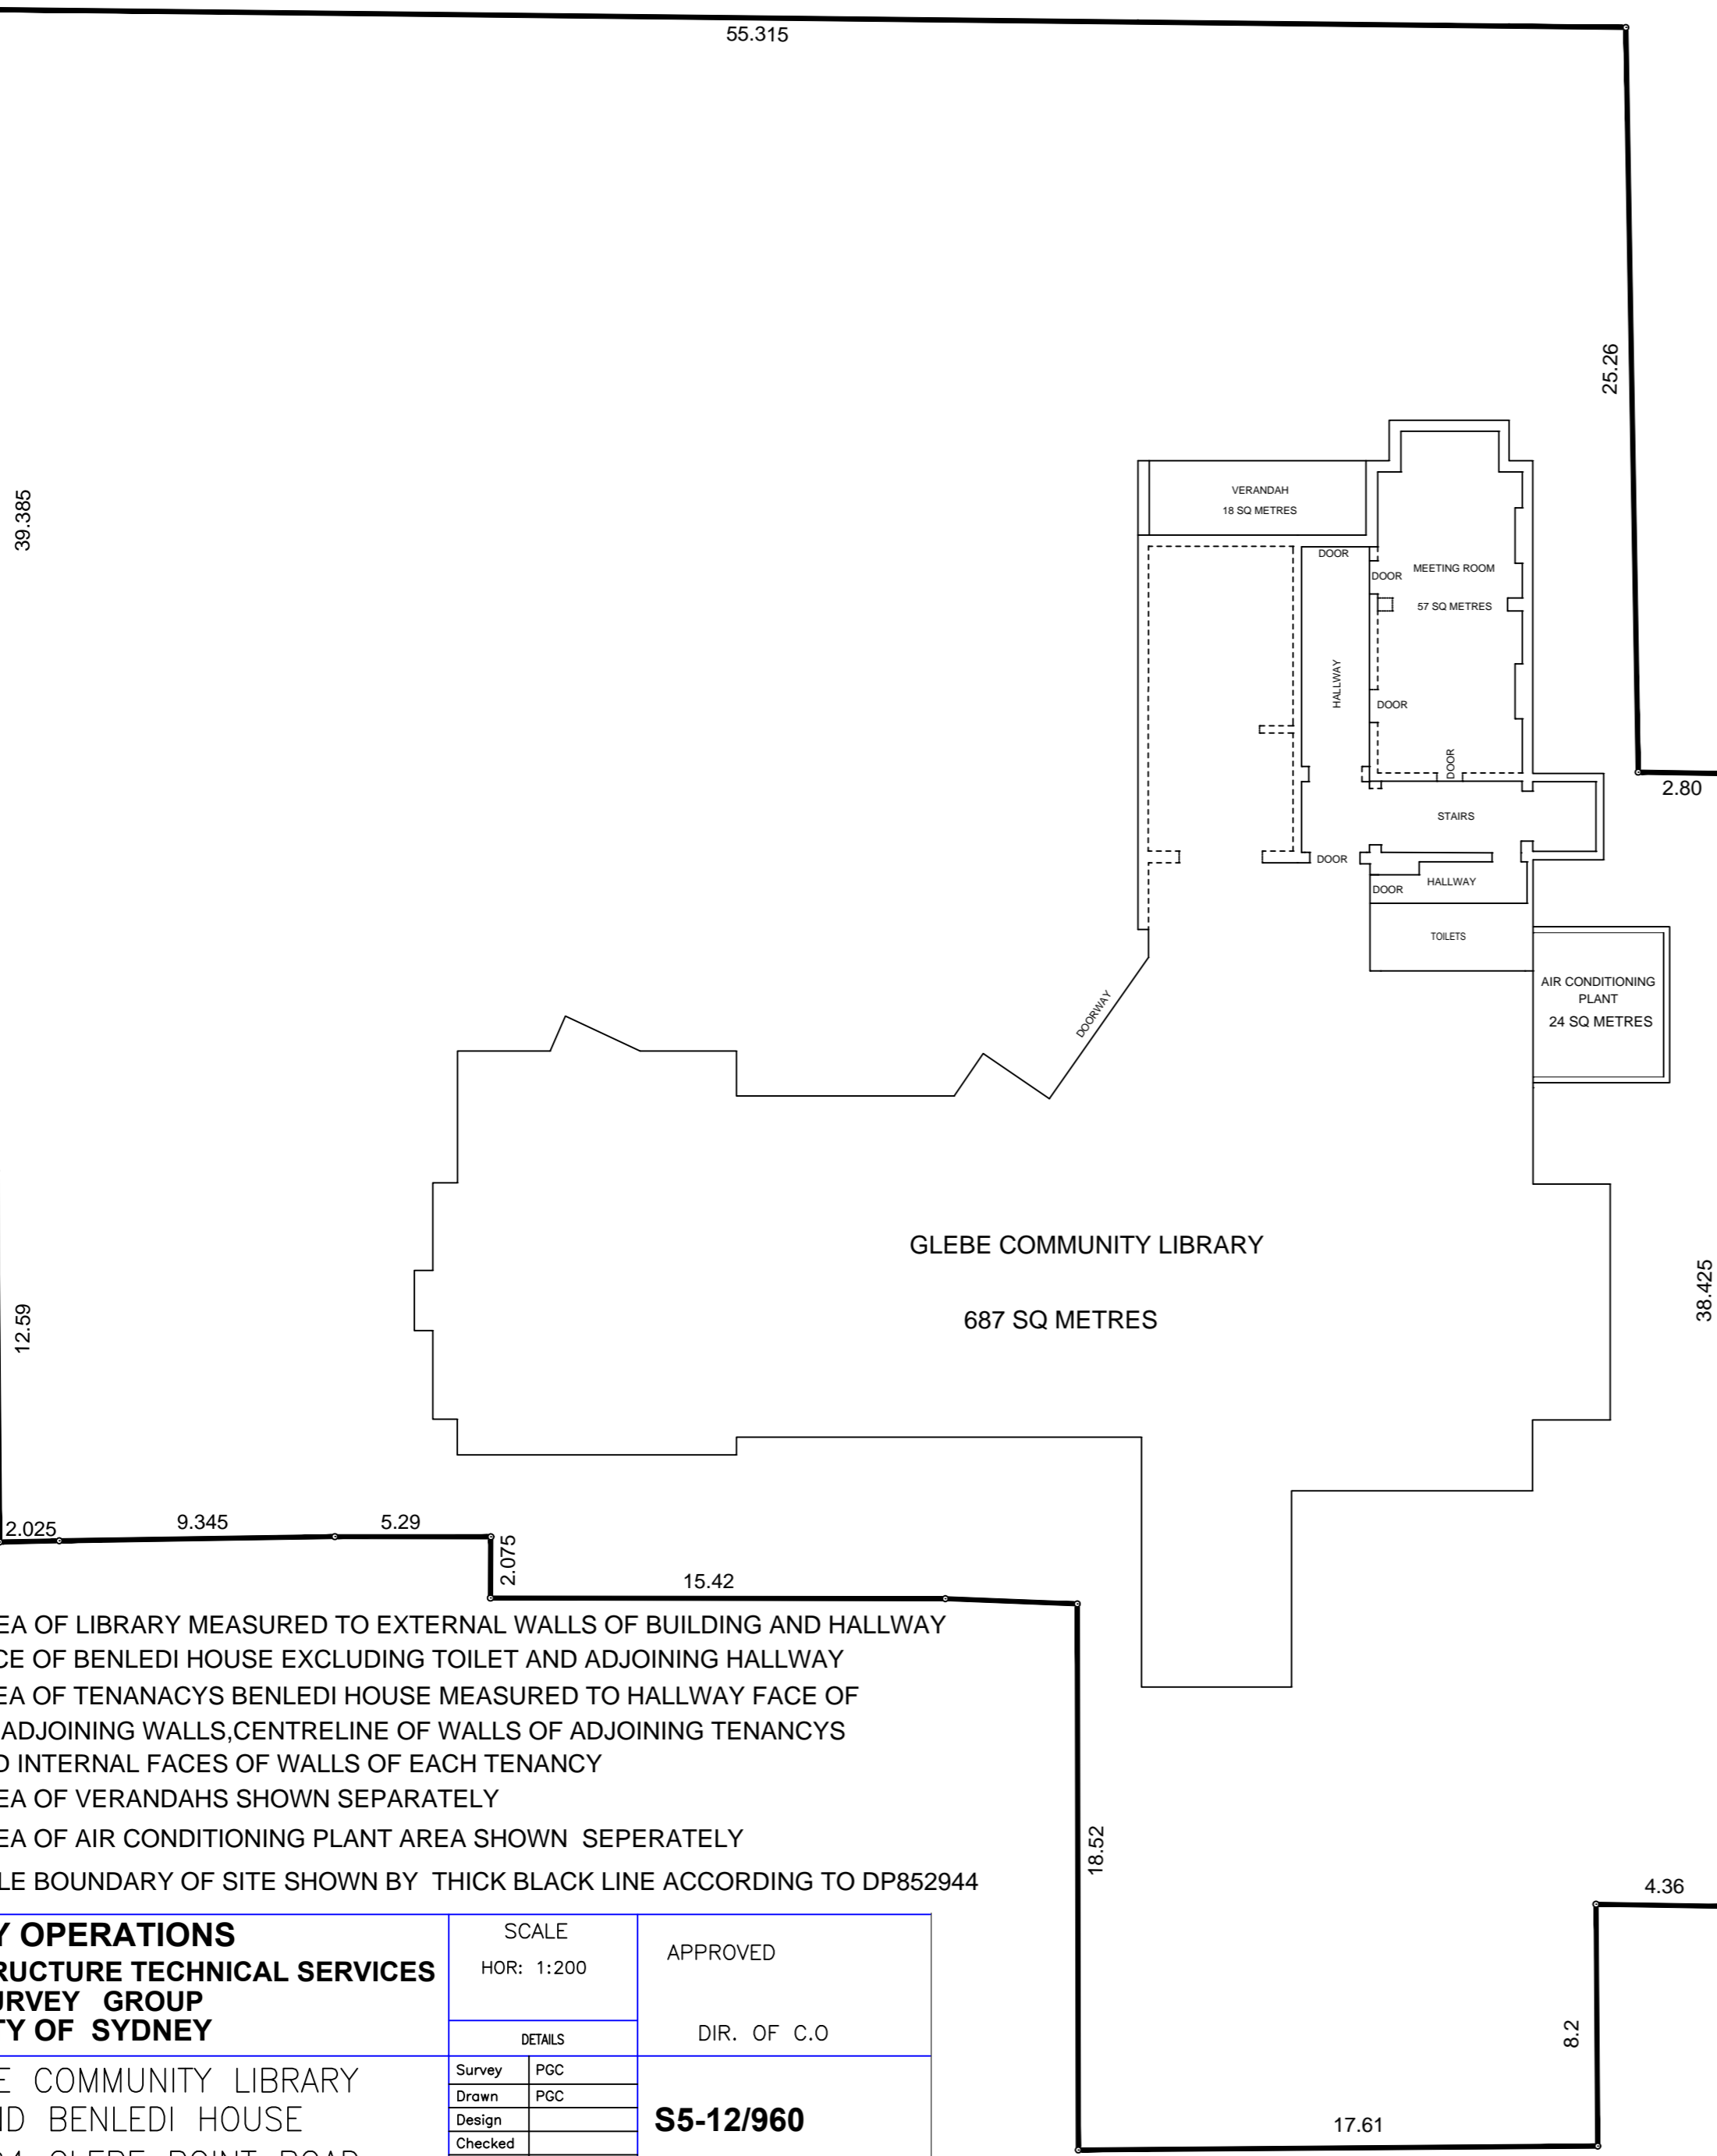 55.315
25.26
39.385
VERANDAH
18 SQ METRES
DOOR
DOOR
MEETING ROOM
57 SQ METRES
HALLWAY
DOOR
DOOR
2.80
STAIRS
DOOR
HALLWAY
DOOR
TOILETS
AIR CONDITIONING
PLANT
24 SQ METRES
DOORWAY
GLEBE COMMUNITY LIBRARY
687 SQ METRES
38.425
12.59
2.025
9.345
5.29
2.075
15.42
EA OF LIBRARY MEASURED TO EXTERNAL WALLS OF BUILDING AND HALLWAY
CE OF BENLEDI HOUSE EXCLUDING TOILET AND ADJOINING HALLWAY
EA OF TENANACYS BENLEDI HOUSE MEASURED TO HALLWAY FACE OF
ADJOINING WALLS,CENTRELINE OF WALLS OF ADJOINING TENANCYS
D INTERNAL FACES OF WALLS OF EACH TENANCY
EA OF VERANDAHS SHOWN SEPARATELY
EA OF AIR CONDITIONING PLANT AREA SHOWN SEPERATELY
LE BOUNDARY OF SITE SHOWN BY THICK BLACK LINE ACCORDING TO DP852944
18.52
4.36
8.2
17.61
Y OPERATIONS
RUCTURE TECHNICAL SERVICES
URVEY GROUP
TY OF SYDNEY
SCALE
HOR: 1:200
APPROVED
DIR. OF C.O
DETAILS
Survey PGC
Drawn PGC
Design
Checked
S5-12/960
E COMMUNITY LIBRARY
ND BENLEDI HOUSE
GLEBE POINT ROAD